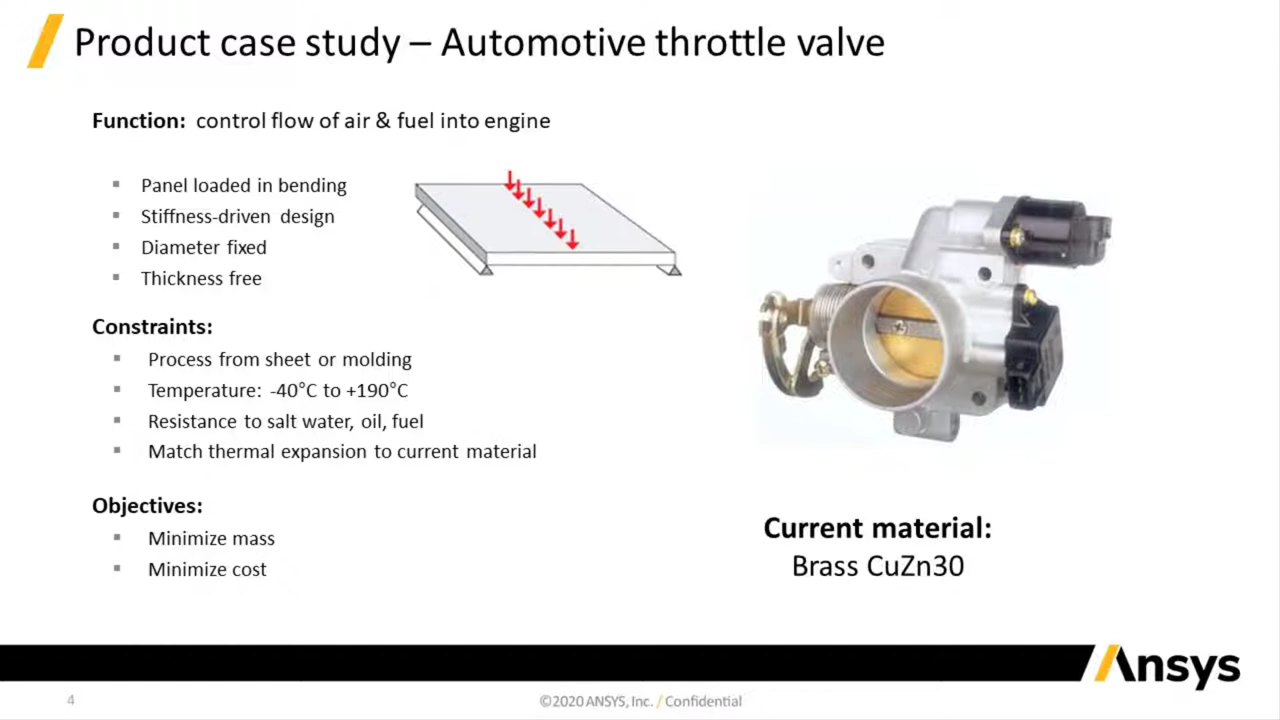 Product case study – Automotive throttle valve
Function: control flow of air & fuel into engine
▪ Panel loaded in bending
▪ Stiffness-driven design
▪ Diameter fixed
▪ Thickness free
Constraints:
▪ Process from sheet or molding
▪ Temperature: -40°C to +190°C
▪ Resistance to salt water, oil, fuel
▪ Match thermal expansion to current material
Objectives:
▪ Minimize mass
▪ Minimize cost
Current material:
Brass CuZn30
Ansys
4
©2020 ANSYS, Inc. / Confidential